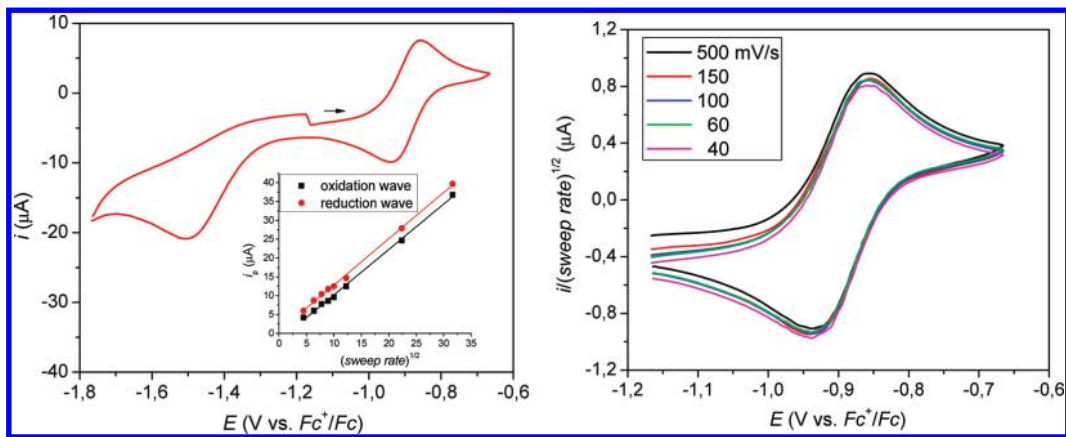 10
0
-10
-20
-30
-40
i (μA)
-1,8 -1,6 -1,4 -1,2 -1,0 -0,8 -0,6
E (V vs. Fc⁺/Fc)
oxidation wave
reduction wave
40
35
30
25
20
15
10
5
0
iₚ (μA)
0 5 10 15 20 25 30 35
(sweep rate)^1/2
1,2
0,8
0,4
0,0
-0,4
-0,8
-1,2
i/(sweep rate)^1/2 (μA)
500 mV/s
150
100
60
40
-1,2 -1,1 -1,0 -0,9 -0,8 -0,7 -0,6
E (V vs. Fc⁺/Fc)